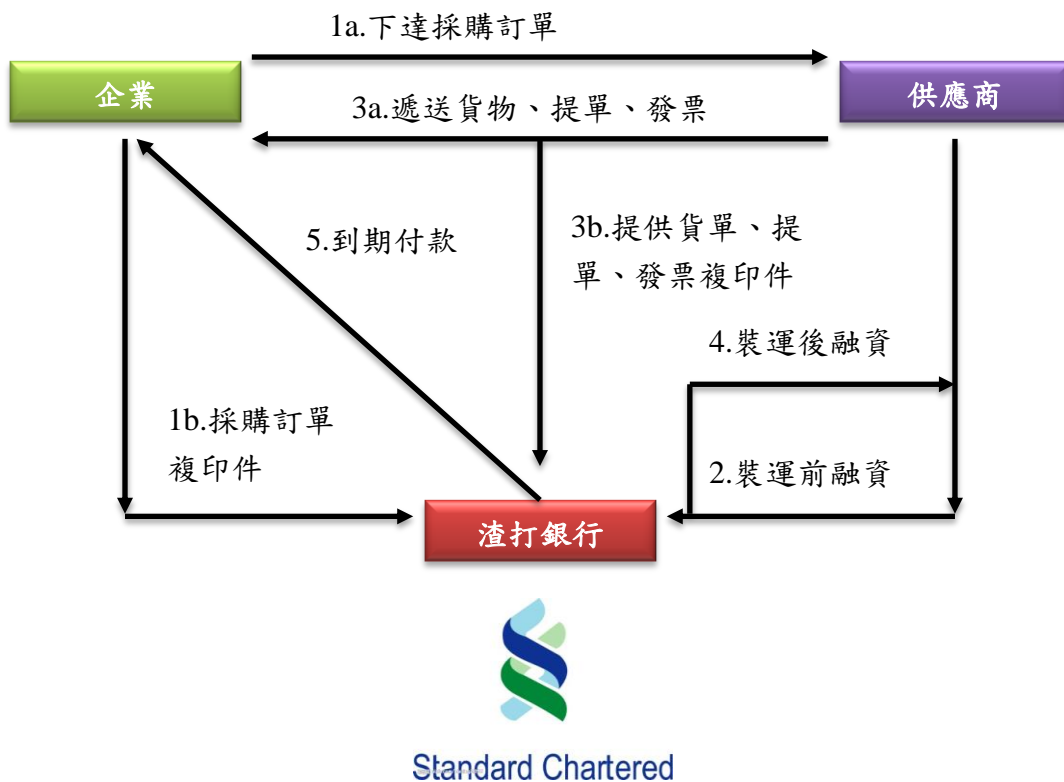 1a.下達採購訂單
企業
供應商
3a.遞送貨物、提單、發票
5.到期付款
3b.提供貨單、提
單、發票複印件
4.裝運後融資
1b.採購訂單
複印件
2.裝運前融資
渣打銀行
Standard Chartered